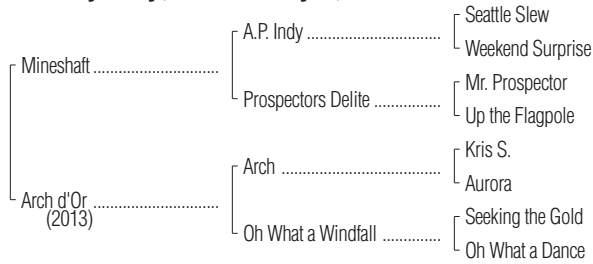 Seattle Slew
A.P. Indy ........................
Weekend Surprise
Mineshaft ..............................
Mr. Prospector
Prospectors Delite ................
Up the Flagpole
Kris S.
Arch ................................
Aurora
Arch d'Or ..............................
(2013)
Seeking the Gold
Oh What a Windfall ..............
Oh What a Dance